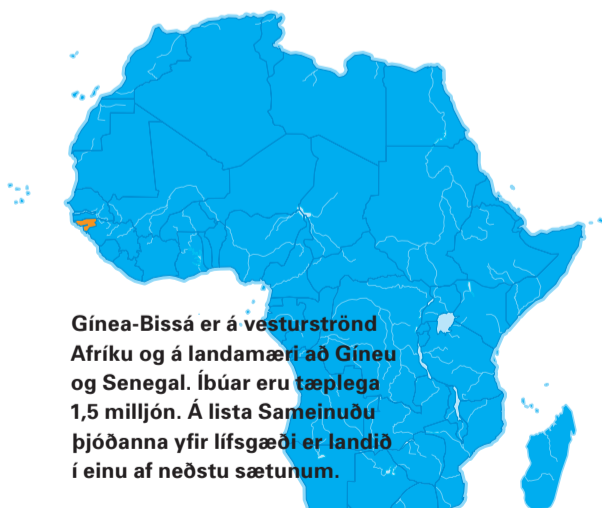 Gínea-Bissá er á vesturströnd
Afríku og á landamæri að Gíneu
og Senegal. Íbúar eru tæplega
1,5 milljón. Á lista Sameinuðu
þjóðanna yfir lífsgæði er landið
í einu af neðstu sætunum.